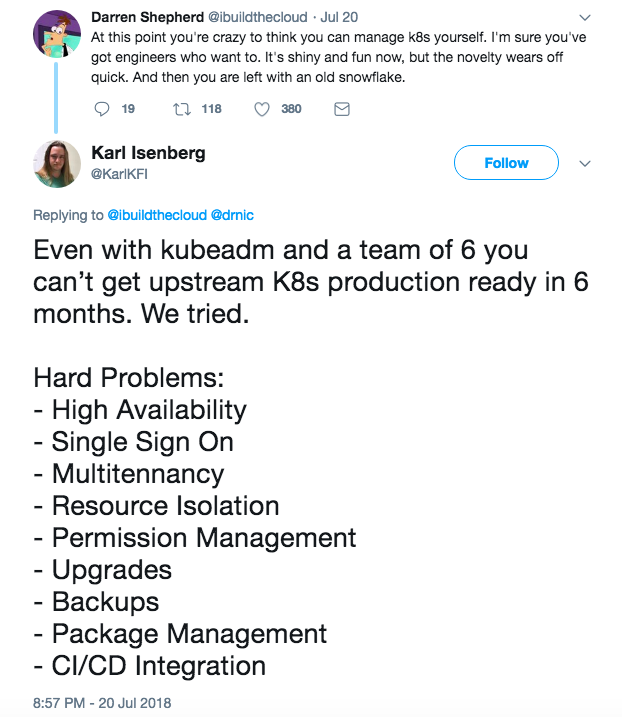 Darren Shepherd @ibuildthecloud · Jul 20
At this point you're crazy to think you can manage k8s yourself. I'm sure you've
got engineers who want to. It's shiny and fun now, but the novelty wears off
quick. And then you are left with an old snowflake.
19 118 380
Karl Isenberg
@KarlKFI
Follow
Replying to @ibuildthecloud @drnic
Even with kubeadm and a team of 6 you
can’t get upstream K8s production ready in 6
months. We tried.
Hard Problems:
- High Availability
- Single Sign On
- Multitennancy
- Resource Isolation
- Permission Management
- Upgrades
- Backups
- Package Management
- CI/CD Integration
8:57 PM - 20 Jul 2018